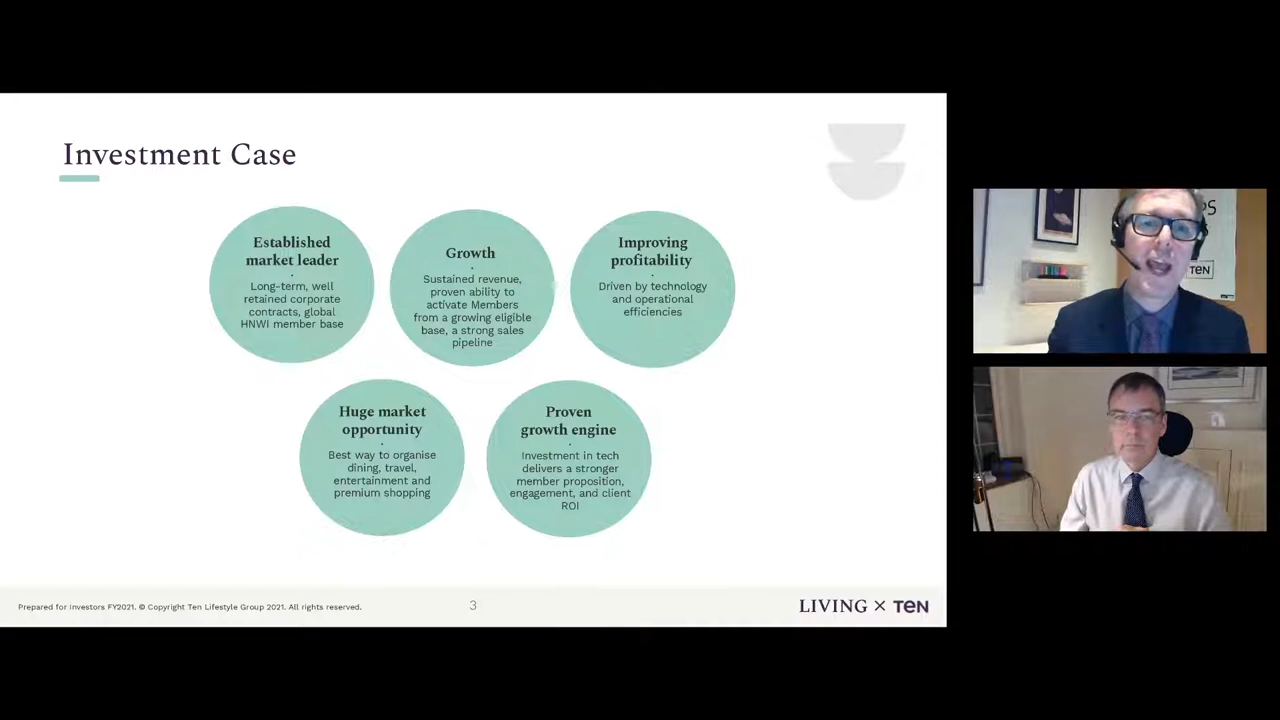 Investment Case
Established
market leader
Long-term, well
retained corporate
contracts, global
HNWI member base
Growth
Sustained revenue,
proven ability to
activate Members
from a growing eligible
base, a strong sales
pipeline
Improving
profitability
Driven by technology
and operational
efficiencies
Huge market
opportunity
Best way to organise
dining, travel,
entertainment and
premium shopping
Proven
growth engine
Investment in tech
delivers a stronger
member proposition,
engagement, and client
ROI
Prepared for Investors FY2021. © Copyright Ten Lifestyle Group 2021. All rights reserved.
3
LIVING × TEN
PS
TEN